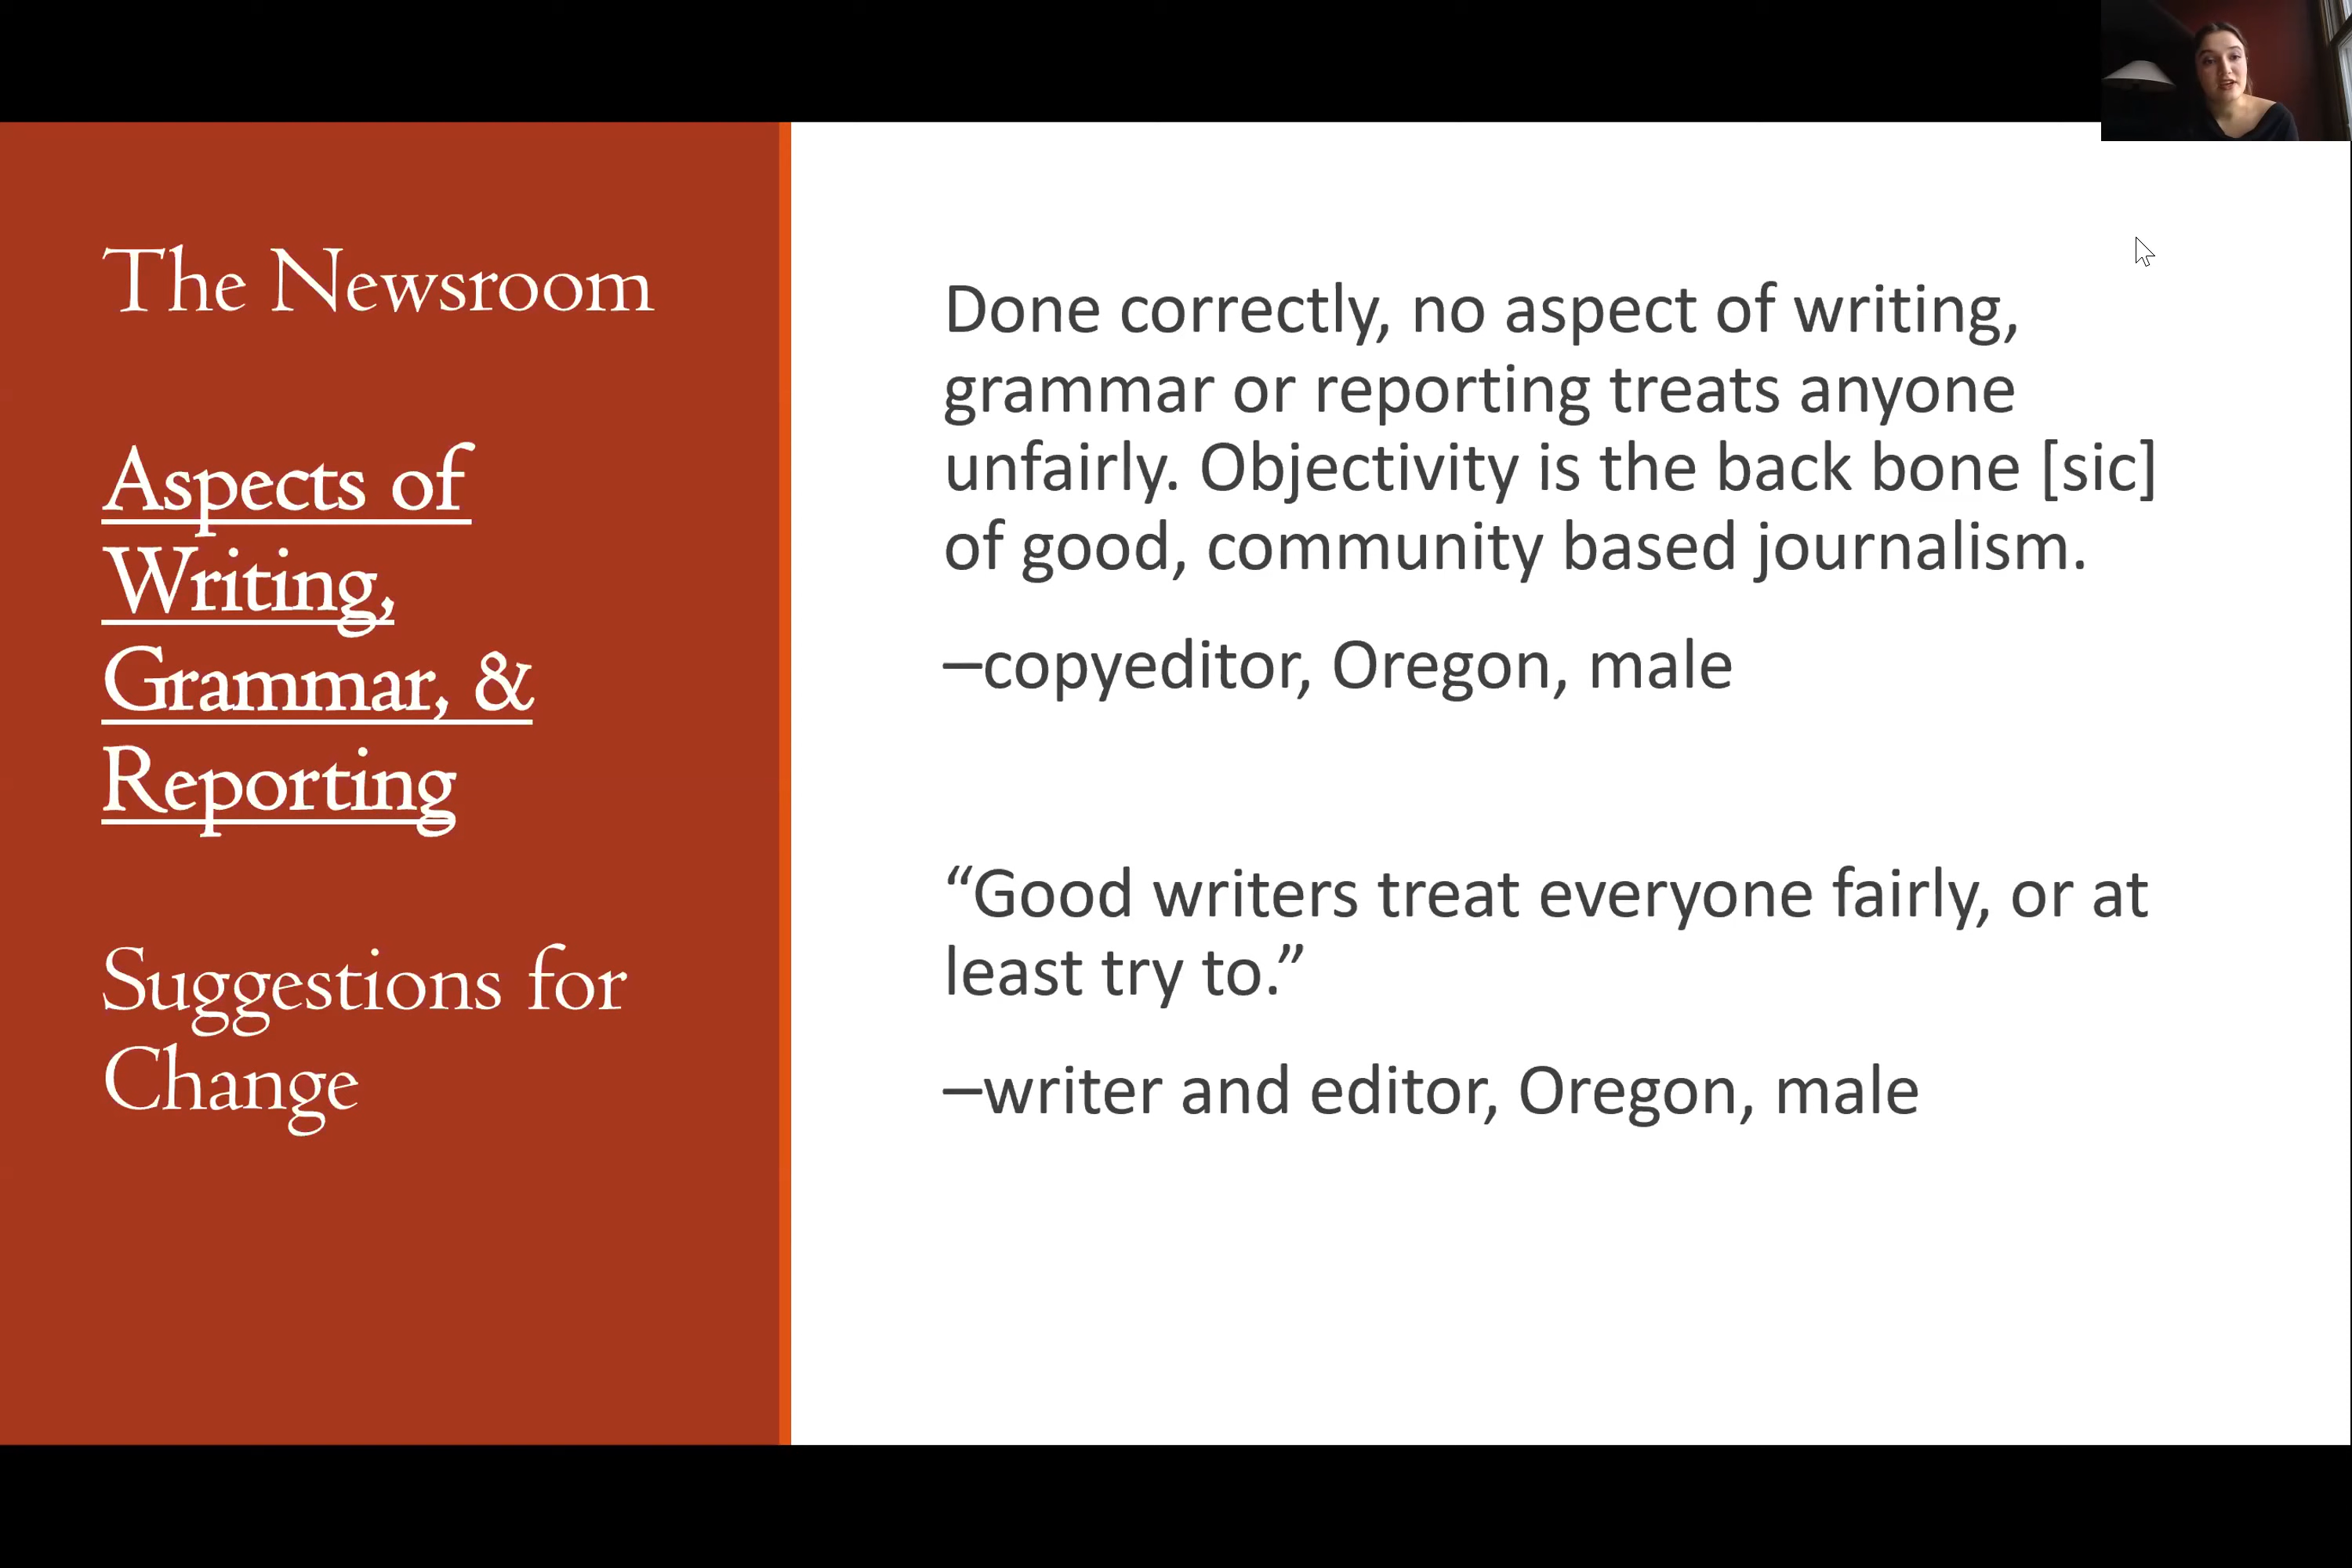 The Newsroom
Aspects of
Writing,
Grammar, &
Reporting
Suggestions for
Change
Done correctly, no aspect of writing,
grammar or reporting treats anyone
unfairly. Objectivity is the back bone [sic]
of good, community based journalism.
—copyeditor, Oregon, male
“Good writers treat everyone fairly, or at
least try to.”
—writer and editor, Oregon, male